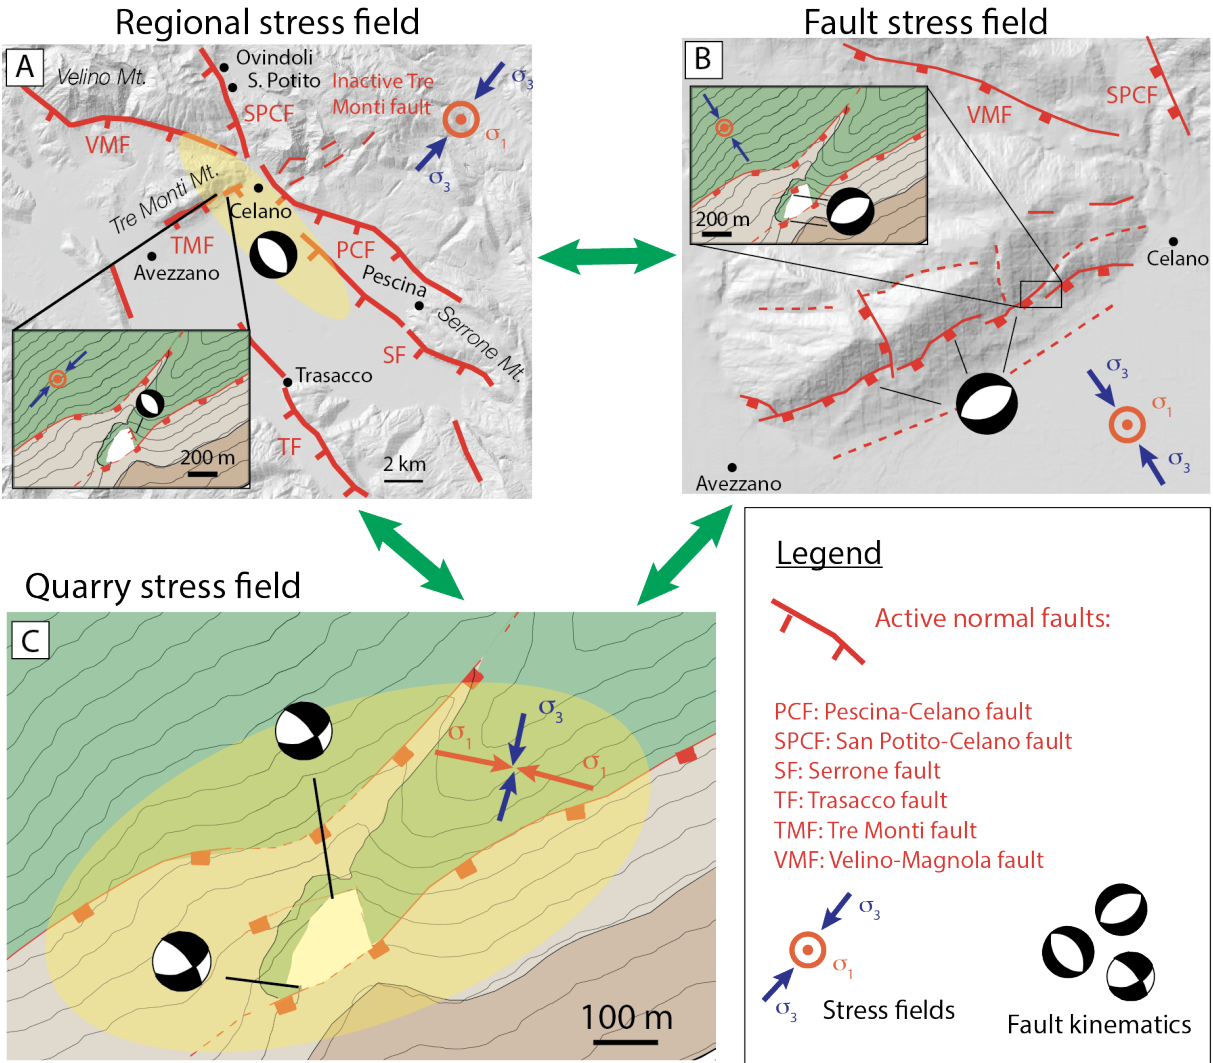 Regional stress field
A
Ovindoli
S. Potito
Velino Mt.
Inactive Tre
Monti fault
SPCF
VMF
σ3
σ1
σ3
Tre Monti Mt.
Celano
TMF
PCF
Avezzano
Pescina
Serrone Mt.
SF
Trasacco
TF
200 m
2 km
Fault stress field
B
VMF
SPCF
200 m
Celano
σ3
σ1
σ3
Avezzano
Quarry stress field
C
σ3
σ1
σ1
100 m
Legend
Active normal faults:
PCF: Pescina-Celano fault
SPCF: San Potito-Celano fault
SF: Serrone fault
TF: Trasacco fault
TMF: Tre Monti fault
VMF: Velino-Magnola fault
σ3
σ1
σ3
Stress fields
Fault kinematics